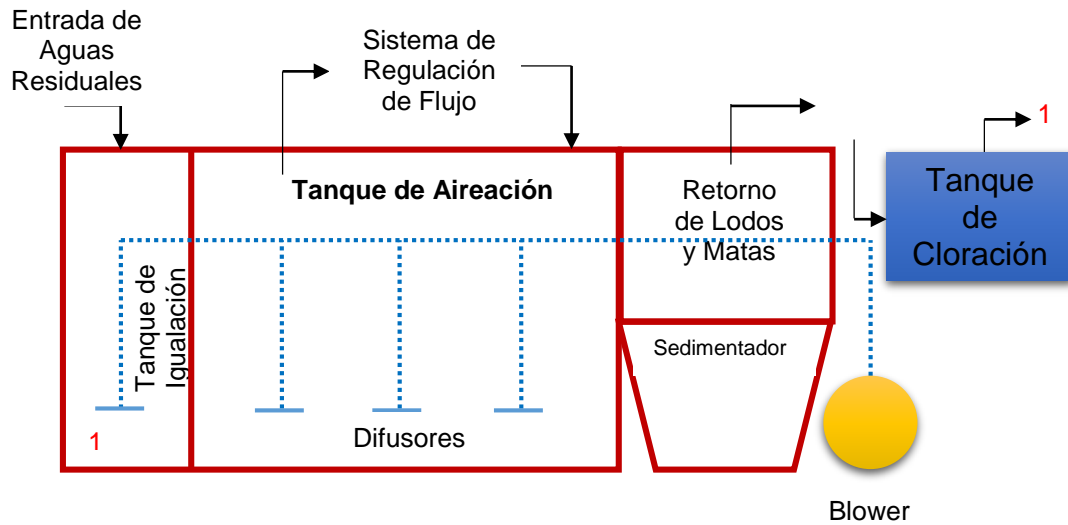 Entrada de
Aguas
Residuales
Sistema de
Regulación
de Flujo
1
Tanque de Aireación
Retorno
de Lodos
y Matas
Tanque
de
Cloración
Tanque de
Igualación
Sedimentador
1
Difusores
Blower